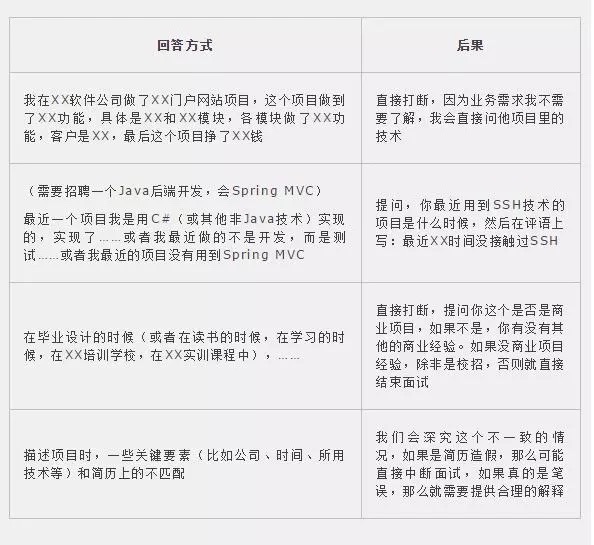 回答方式
后果
我在XX软件公司做了XX门户网站项目，这个项目做到
了XX功能，具体是XX和XX模块，各模块做了XX功
能，客户是XX，最后这个项目挣了XX钱
直接打断，因为业务需求我不需
要了解，我会直接问他项目里的
技术
（需要招聘一个Java后端开发，会Spring MVC）
最近一个项目我是用C#（或其他非Java技术）实现
的，实现了……或者我最近做的不是开发，而是测
试……或者我最近的项目没有用到Spring MVC
提问，你最近用到SSH技术的
项目是什么时候，然后在评语上
写：最近XX时间没接触过SSH
在毕业设计的时候（或者在读书的时候，在学习的时
候，在XX培训学校，在XX实训课程中），……
直接打断，提问你这个是否是商
业项目，如果不是，你有没有其
他的商业经验。如果没商业项目
经验，除非是校招，否则就直接
结束面试
描述项目时，一些关键要素（比如公司、时间、所用
技术等）和简历上的不匹配
我们会深究这个不一致的情
况，如果是简历造假，那么可能
直接中断面试，如果真的是笔
误，那么就需要提供合理的解释